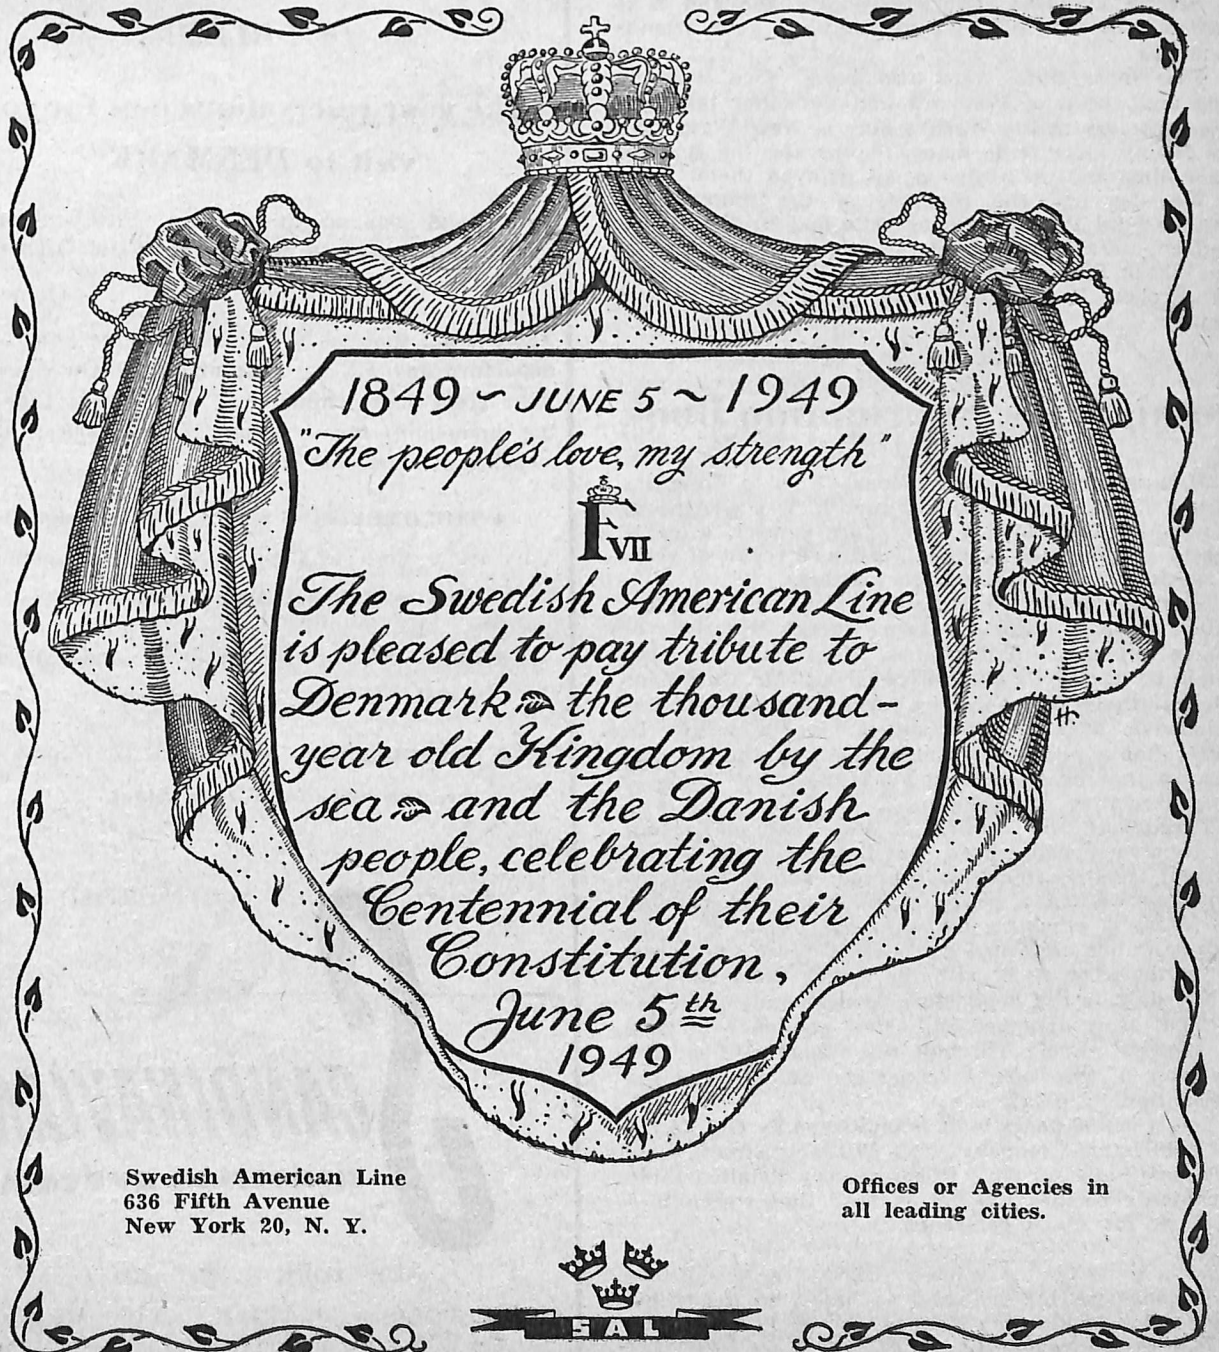 1849 ~ JUNE 5 ~ 1949
"The people's love, my strength"
F VII
The Swedish American Line
is pleased to pay tribute to
Denmark the thousand-
year old Kingdom by the
sea and the Danish
people, celebrating the
Centennial of their
Constitution,
June 5th
1949
H.
Swedish American Line
636 Fifth Avenue
New York 20, N. Y.
Offices or Agencies in
all leading cities.
SAL